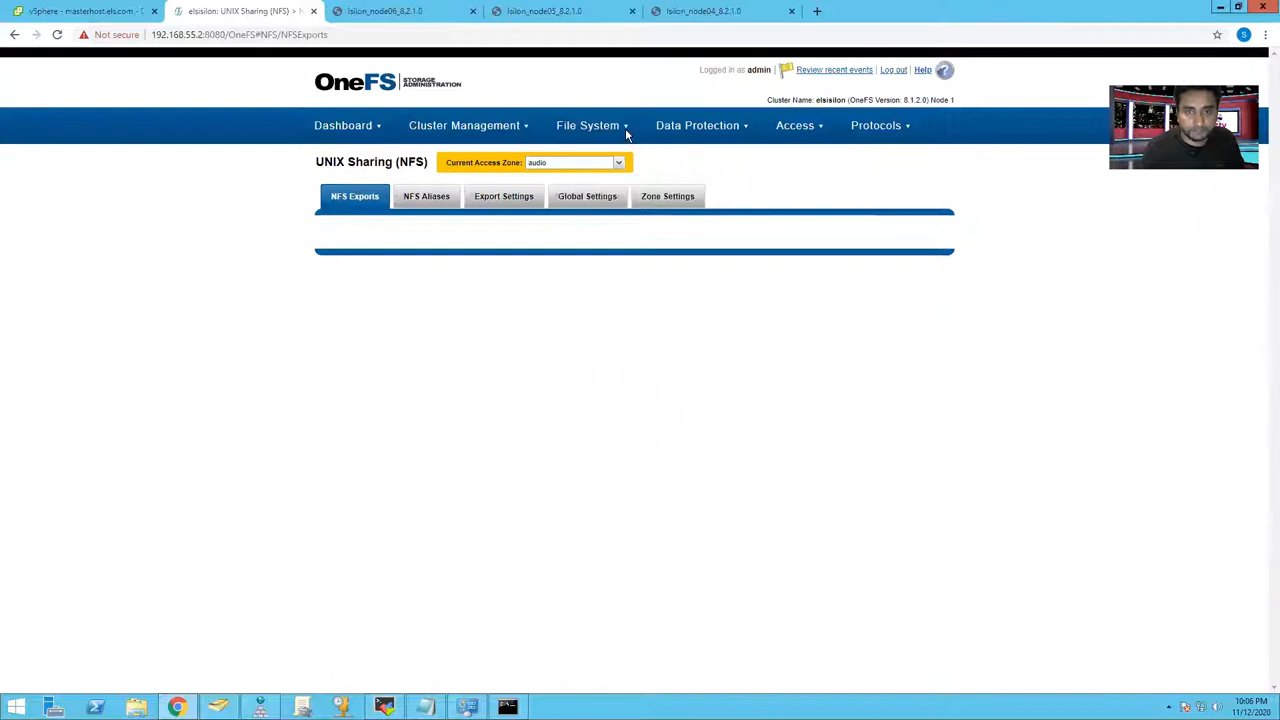 vSphere - masterhost.els.com - D
elsisilon: UNIX Sharing (NFS) >
Isilon_node06_8.2.1.0
Isilon_node05_8.2.1.0
Isilon_node04_8.2.1.0
Not secure
192.168.55.2:8080/OneFS#NFS/NFSExports
S
OneFS STORAGE ADMINISTRATION
Logged in as admin Review recent events Log out Help
Cluster Name: elsisilon (OneFS Version: 8.1.2.0) Node 1
Dashboard Cluster Management File System Data Protection Access Protocols
UNIX Sharing (NFS) Current Access Zone: audio
NFS Exports NFS Aliases Export Settings Global Settings Zone Settings
10:06 PM
11/12/2020